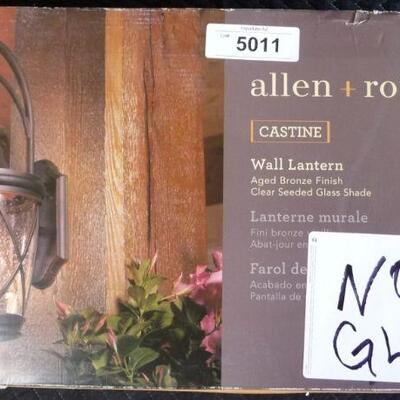 5011
allen + ro
CASTINE
Wall Lantern
Aged Bronze Finish
Clear Seeded Glass Shade
Lanterne murale
Fini bronze
Abat-jour en
Farol de
Acabado en
Pantalla de
GL